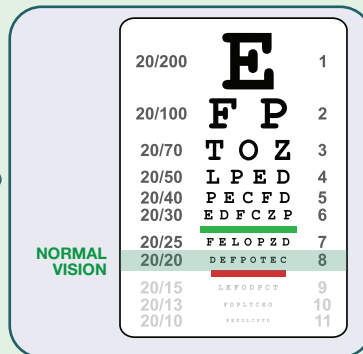 20/200 E 1
20/100 F P 2
20/70 T O Z 3
20/50 L P E D 4
20/40 P E C F D 5
20/30 E D F C Z P 6
20/25 F E L O P Z D 7
NORMAL VISION 20/20 D E F P O T E C 8
20/15 L E F O D P C T 9
20/13 F D P L T C E O 10
20/10 11